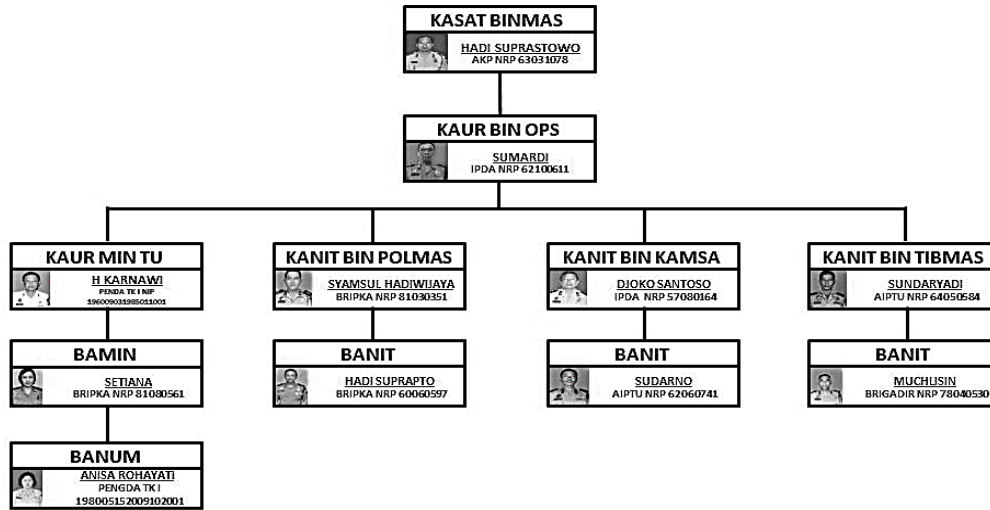 KASAT BINMAS
HADI SUPRASTOWO
AKP NRP 63031078
KAUR BIN OPS
SUMARDI
IPDA NRP 62100611
KAUR MIN TU
H KARNAWI
PENDA TK I NIP
196009031985011001
KANIT BIN POLMAS
SYAMSUL HADIWIJAYA
BRIPKA NRP 81030351
KANIT BIN KAMSA
DJOKO SANTOSO
IPDA NRP 57080164
KANIT BIN TIBMAS
SUNDARYADI
AIPTU NRP 64050584
BAMIN
SETIANA
BRIPKA NRP 81080561
BANIT
HADI SUPRAPTO
BRIPKA NRP 60060597
BANIT
SUDARNO
AIPTU NRP 62060741
BANIT
MUCHLISIN
BRIGADIR NRP 78040530
BANUM
ANISA ROHAYATI
PENGDA TK I
198005152009102001